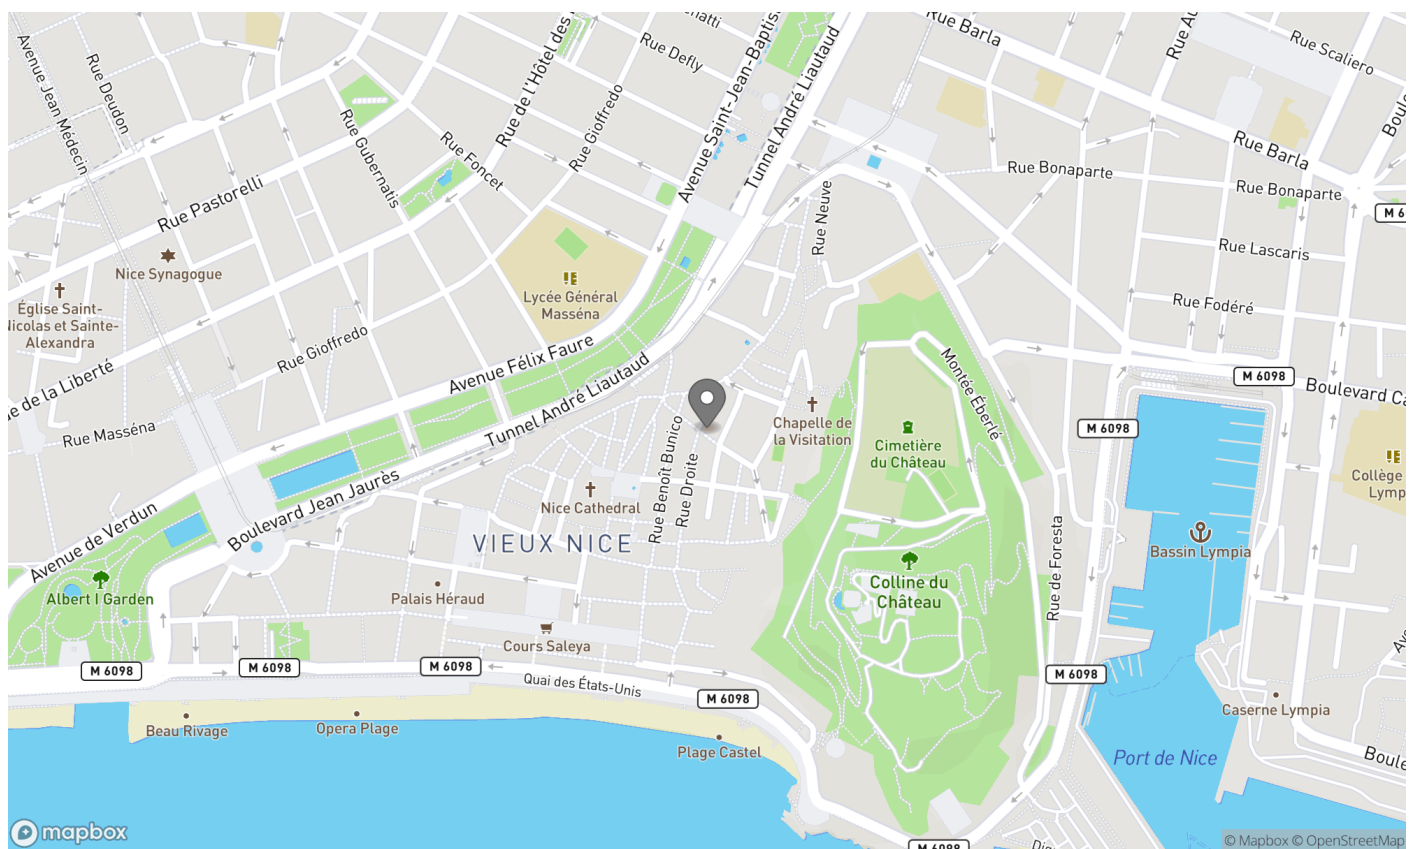 Rue Barla
Rue Scaliero
Rue Defly
Rue de l'Hôtel des
Avenue Saint-Jean-Baptis
Tunnel André Liautaud
Avenue Jean Médecin
Rue Deudon
Rue Gubernatis
Rue Foncet
Rue Gioffredo
Rue Barla
Rue Bonaparte
Rue Bonaparte
Rue Pastorelli
Rue Neuve
M 6
Rue Lascaris
Nice Synagogue
Lycée Général
Masséna
Rue Fodéré
Église Saint-
Nicolas et Sainte-
Alexandra
Rue Gioffredo
Avenue Félix Faure
Montée Éberlé
M 6098
Boulevard Ca
e de la Liberté
Rue Masséna
Tunnel André Liautaud
Chapelle de
la Visitation
M 6098
Cimetière
du Château
Collège
Lymp
Rue Benoît Bunico
Rue Droite
Nice Cathedral
Boulevard Jean Jaurès
Avenue de Verdun
VIEUX NICE
Bassin Lympia
Rue de Foresta
Colline du
Château
Albert I Garden
Palais Héraud
Cours Saleya
M 6098
M 6098
M 6098
M 6098
M 6098
Quai des États-Unis
Caserne Lympia
Beau Rivage
Opera Plage
Plage Castel
Port de Nice
Boule
mapbox
M 6098
© Mapbox © OpenStreetMap